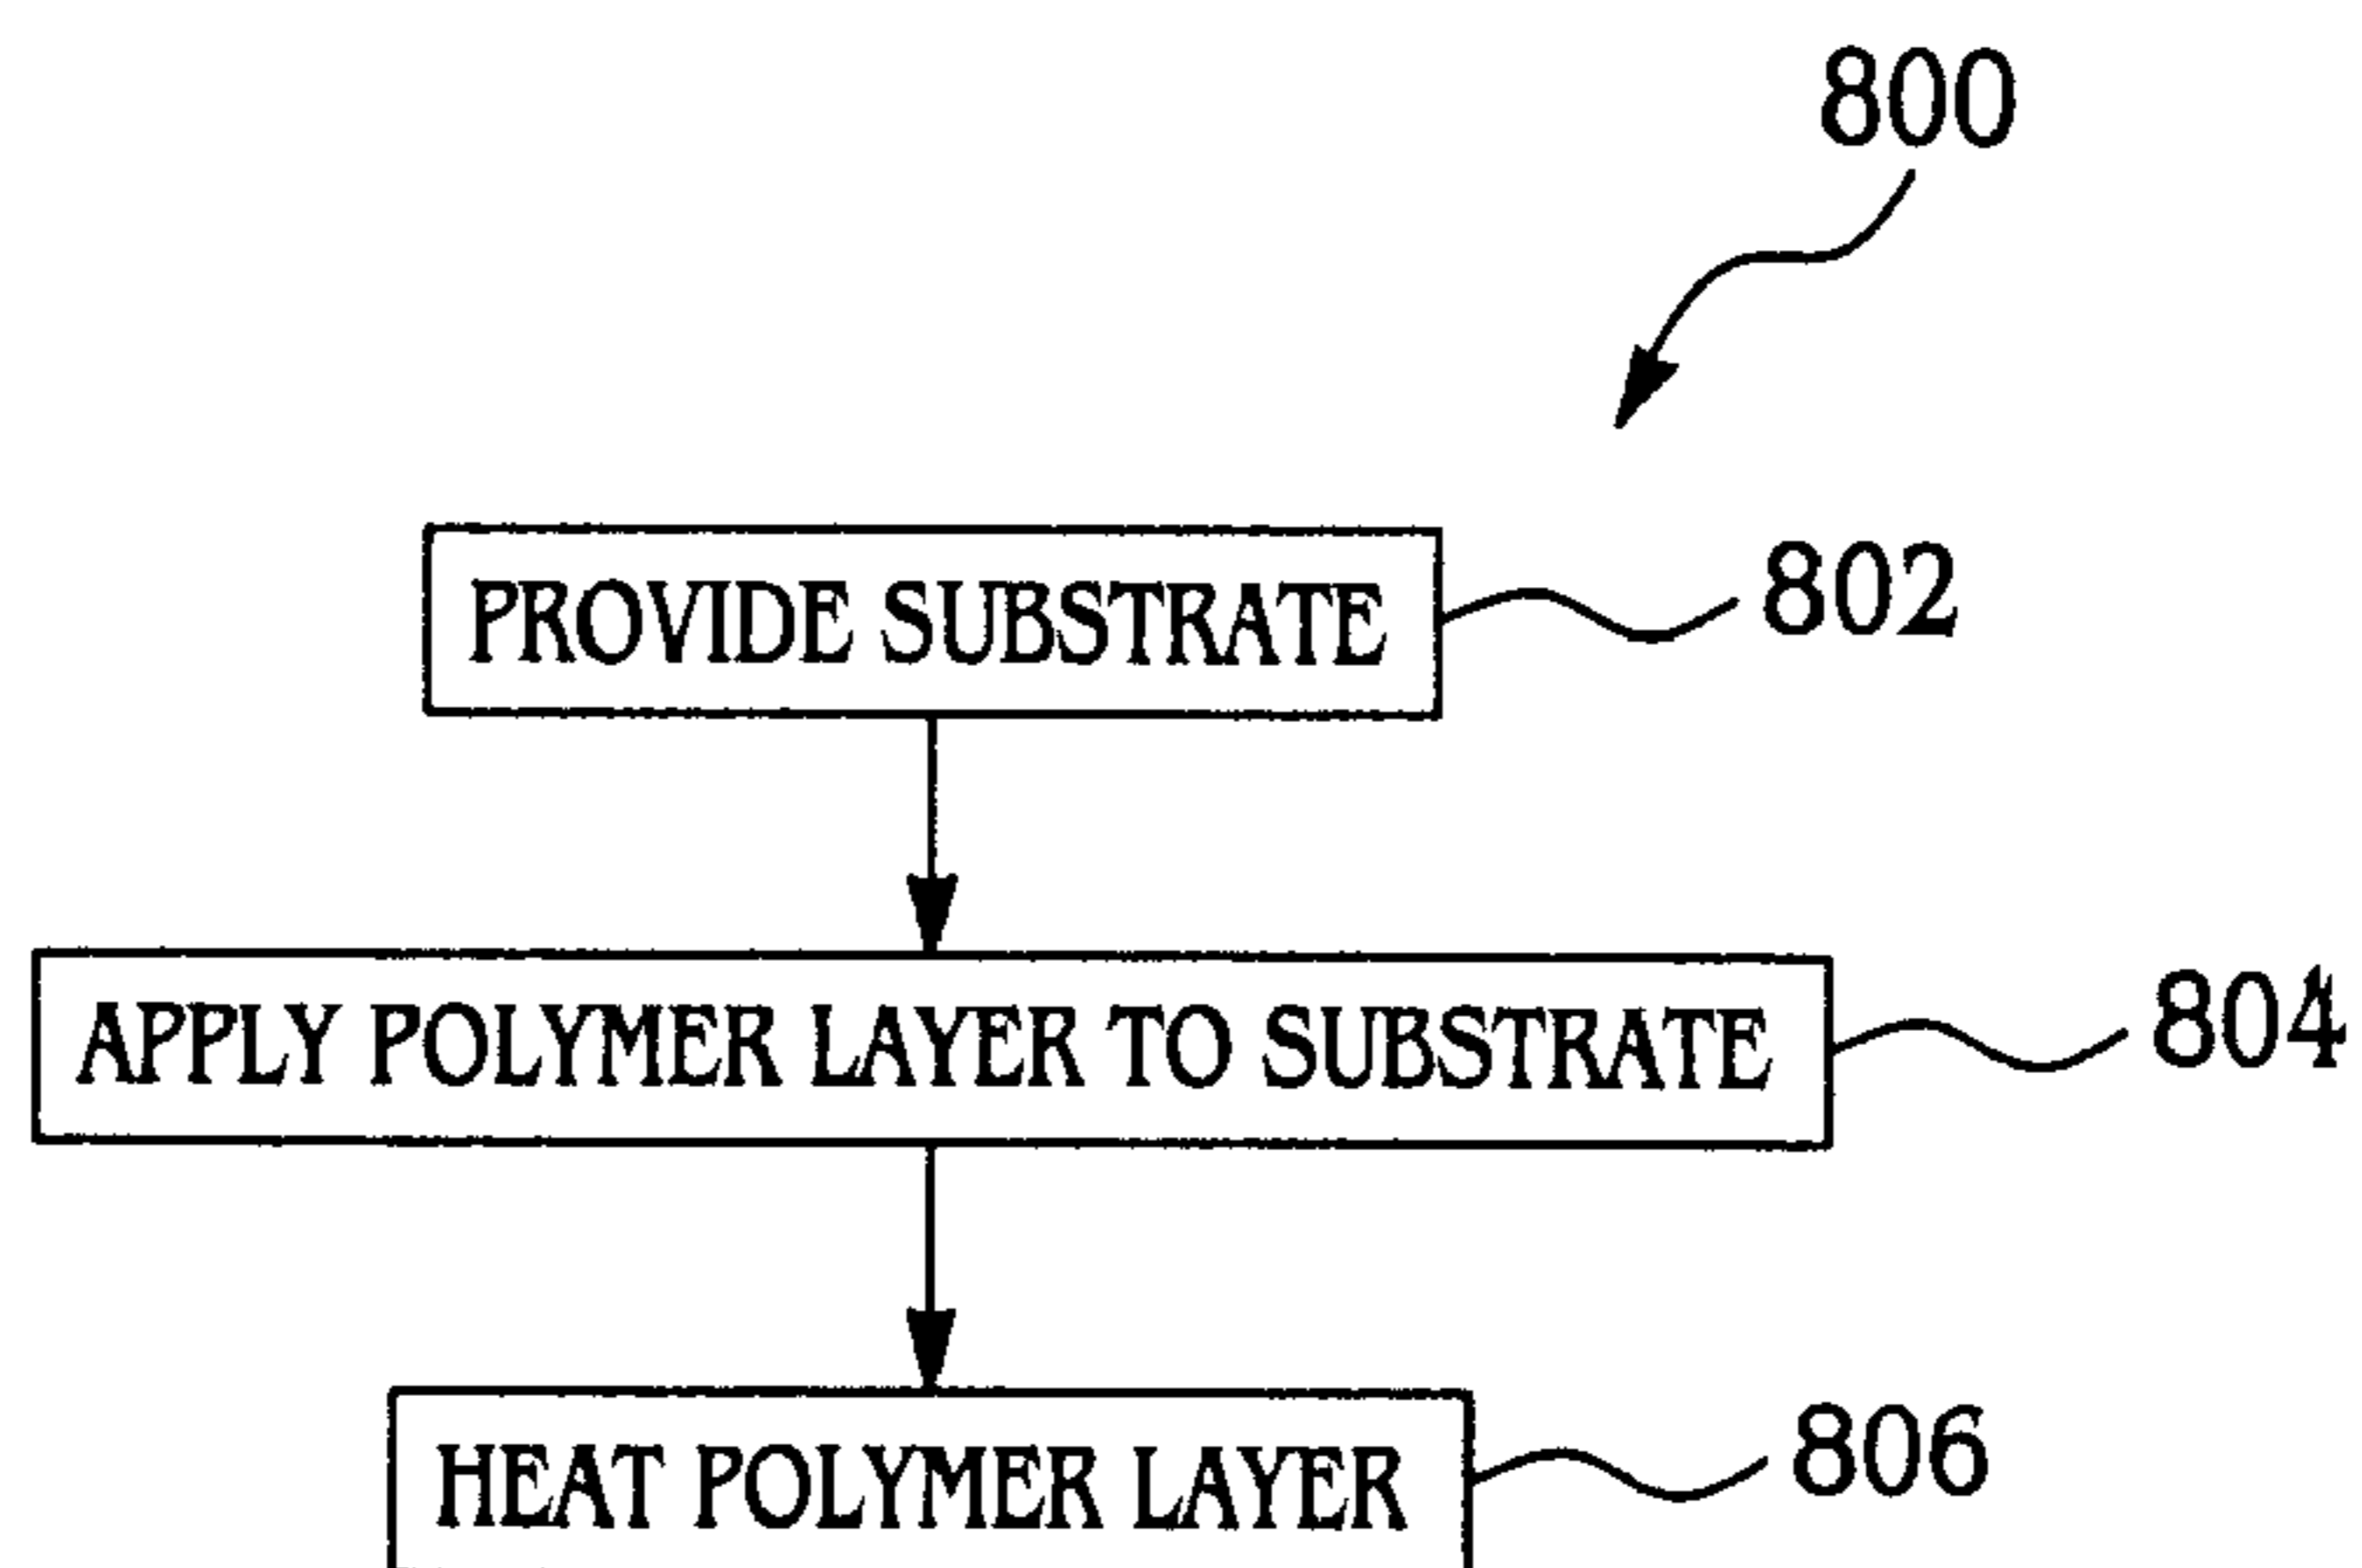 800
PROVIDE SUBSTRATE 802
APPLY POLYMER LAYER TO SUBSTRATE 804
HEAT POLYMER LAYER 806